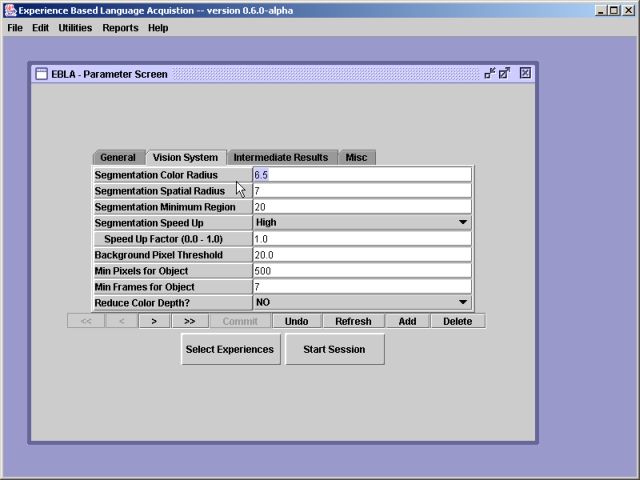 Experience Based Language Acquistion -- version 0.6.0-alpha
File Edit Utilities Reports Help
EBLA - Parameter Screen
General Vision System Intermediate Results Misc
Segmentation Color Radius 6.5
Segmentation Spatial Radius 7
Segmentation Minimum Region 20
Segmentation Speed Up High
Speed Up Factor (0.0 - 1.0) 1.0
Background Pixel Threshold 20.0
Min Pixels for Object 500
Min Frames for Object 7
Reduce Color Depth? NO
<< < > >> Commit Undo Refresh Add Delete
Select Experiences Start Session